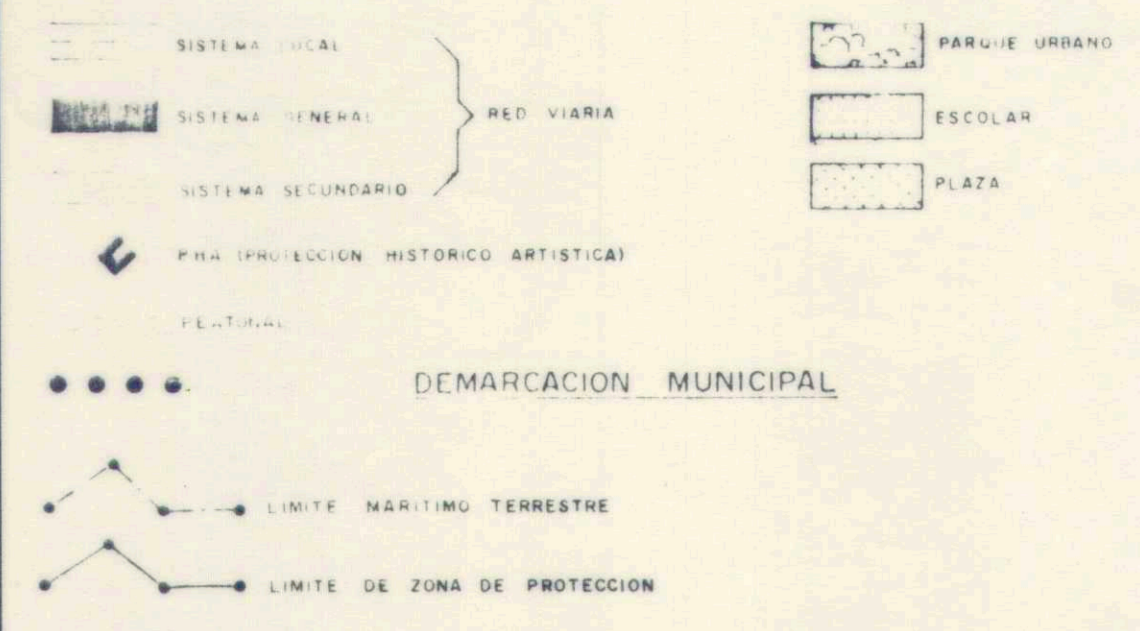 SISTEMA LOCAL
SISTEMA GENERAL
SISTEMA SECUNDARIO
RED VIARIA
PHA (PROTECCION HISTORICO ARTISTICA)
PEATONAL
DEMARCACION MUNICIPAL
LIMITE MARITIMO TERRESTRE
LIMITE DE ZONA DE PROTECCION
PARQUE URBANO
ESCOLAR
PLAZA